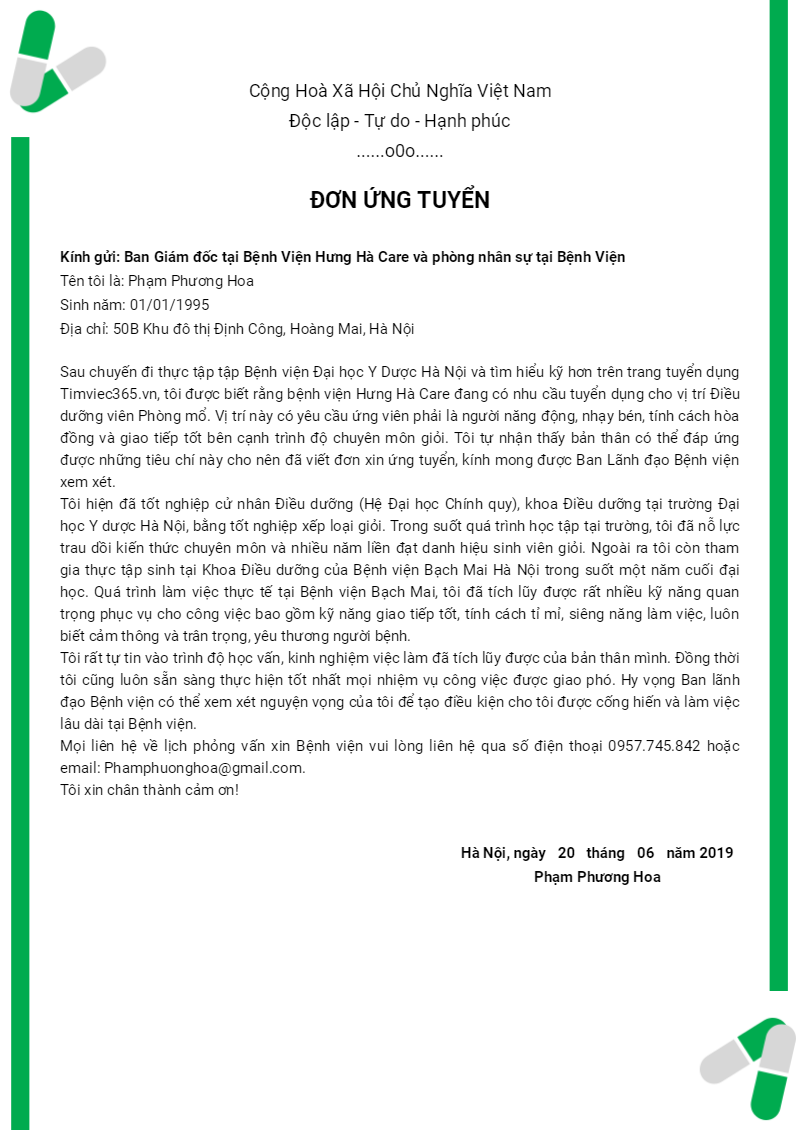 Cộng Hoà Xã Hội Chủ Nghĩa Việt Nam
Độc lập - Tự do - Hạnh phúc
......o0o......
ĐƠN ỨNG TUYỂN
Kính gửi: Ban Giám đốc tại Bệnh Viện Hưng Hà Care và phòng nhân sự tại Bệnh Viện
Tên tôi là: Phạm Phương Hoa
Sinh năm: 01/01/1995
Địa chỉ: 50B Khu đô thị Định Công, Hoàng Mai, Hà Nội
Sau chuyến đi thực tập tập Bệnh viện Đại học Y Dược Hà Nội và tìm hiểu kỹ hơn trên trang tuyển dụng
Timviec365.vn, tôi được biết rằng bệnh viện Hưng Hà Care đang có nhu cầu tuyển dụng cho vị trí Điều
dưỡng viên Phòng mổ. Vị trí này có yêu cầu ứng viên phải là người năng động, nhạy bén, tính cách hòa
đồng và giao tiếp tốt bên cạnh trình độ chuyên môn giỏi. Tôi tự nhận thấy bản thân có thể đáp ứng
được những tiêu chí này cho nên đã viết đơn xin ứng tuyển, kính mong được Ban Lãnh đạo Bệnh viện
xem xét.
Tôi hiện đã tốt nghiệp cử nhân Điều dưỡng (Hệ Đại học Chính quy), khoa Điều dưỡng tại trường Đại
học Y dược Hà Nội, bằng tốt nghiệp xếp loại giỏi. Trong suốt quá trình học tập tại trường, tôi đã nỗ lực
trau dồi kiến thức chuyên môn và nhiều năm liền đạt danh hiệu sinh viên giỏi. Ngoài ra tôi còn tham
gia thực tập sinh tại Khoa Điều dưỡng của Bệnh viện Bạch Mai Hà Nội trong suốt một năm cuối đại
học. Quá trình làm việc thực tế tại Bệnh viện Bạch Mai, tôi đã tích lũy được rất nhiều kỹ năng quan
trọng phục vụ cho công việc bao gồm kỹ năng giao tiếp tốt, tính cách tỉ mỉ, siêng năng làm việc, luôn
biết cảm thông và trân trọng, yêu thương người bệnh.
Tôi rất tự tin vào trình độ học vấn, kinh nghiệm việc làm đã tích lũy được của bản thân mình. Đồng thời
tôi cũng luôn sẵn sàng thực hiện tốt nhất mọi nhiệm vụ công việc được giao phó. Hy vọng Ban lãnh
đạo Bệnh viện có thể xem xét nguyện vọng của tôi để tạo điều kiện cho tôi được cống hiến và làm việc
lâu dài tại Bệnh viện.
Mọi liên hệ về lịch phỏng vấn xin Bệnh viện vui lòng liên hệ qua số điện thoại 0957.745.842 hoặc
email: Phamphuonghoa@gmail.com.
Tôi xin chân thành cảm ơn!
Hà Nội, ngày 20 tháng 06 năm 2019
Phạm Phương Hoa